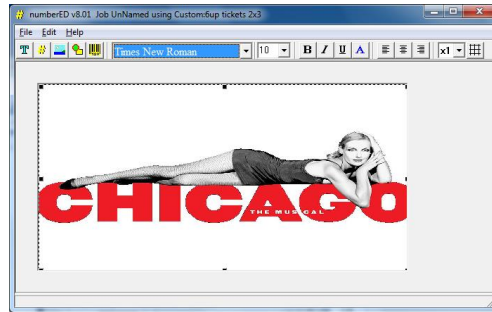 # numberED v8.01 Job UnNamed using Custom:6up tickets 2x3
File Edit Help
T # Times New Roman 10 B I U A x1
CHICAGO
THE MUSICAL